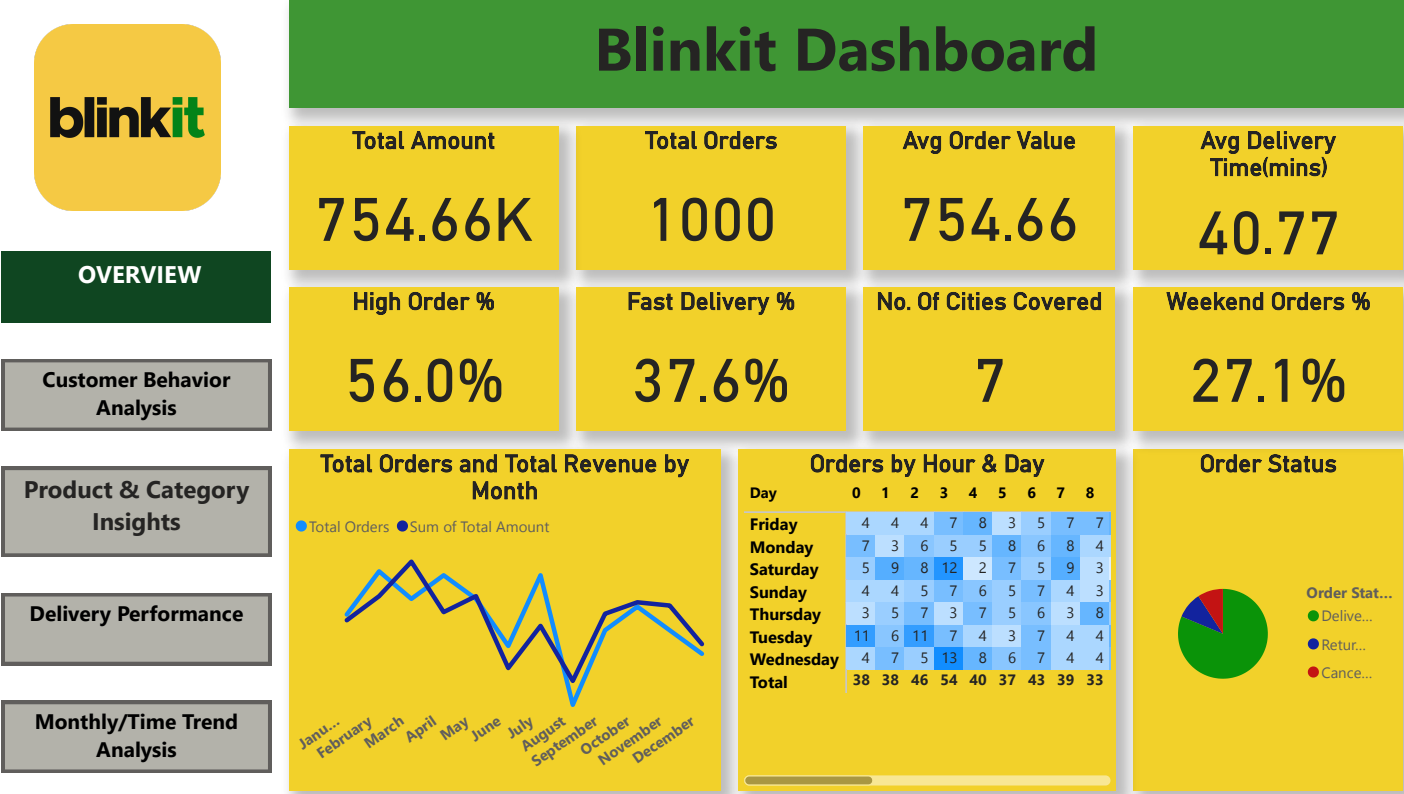 blinkit
Blinkit Dashboard
OVERVIEW
Customer Behavior
Analysis
Product & Category
Insights
Delivery Performance
Monthly/Time Trend
Analysis
Total Amount
754.66K
Total Orders
1000
Avg Order Value
754.66
Avg Delivery
Time(mins)
40.77
High Order %
56.0%
Fast Delivery %
37.6%
No. Of Cities Covered
7
Weekend Orders %
27.1%
Total Orders and Total Revenue by
Month
Total Orders Sum of Total Amount
Janu... February March April May June July August September October November December
Orders by Hour & Day
Day 0 1 2 3 4 5 6 7 8
Friday 4 4 4 7 8 3 5 7 7
Monday 7 3 6 5 5 8 6 8 4
Saturday 5 9 8 12 2 7 5 9 3
Sunday 4 4 5 7 6 5 7 4 3
Thursday 3 5 7 3 7 5 6 3 8
Tuesday 11 6 11 7 4 3 7 4 4
Wednesday 4 7 5 13 8 6 7 4 4
Total 38 38 46 54 40 37 43 39 33
Order Status
Order Stat...
Delive...
Retur...
Cance...